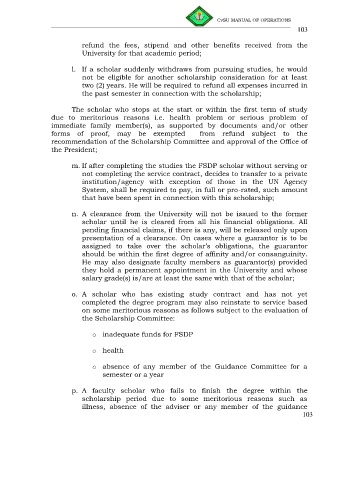 CvSU MANUAL OF OPERATIONS
103
refund the fees, stipend and other benefits received from the
University for that academic period;
l. If a scholar suddenly withdraws from pursuing studies, he would
not be eligible for another scholarship consideration for at least
two (2) years. He will be required to refund all expenses incurred in
the past semester in connection with the scholarship;
The scholar who stops at the start or within the first term of study
due to meritorious reasons i.e. health problem or serious problem of
immediate family member(s), as supported by documents and/or other
forms of proof, may be exempted from refund subject to the
recommendation of the Scholarship Committee and approval of the Office of
the President;
m. If after completing the studies the FSDP scholar without serving or
not completing the service contract, decides to transfer to a private
institution/agency with exception of those in the UN Agency
System, shall be required to pay, in full or pro-rated, such amount
that have been spent in connection with this scholarship;
n. A clearance from the University will not be issued to the former
scholar until he is cleared from all his financial obligations. All
pending financial claims, if there is any, will be released only upon
presentation of a clearance. On cases where a guarantor is to be
assigned to take over the scholar's obligations, the guarantor
should be within the first degree of affinity and/or consanguinity.
He may also designate faculty members as guarantor(s) provided
they hold a permanent appointment in the University and whose
salary grade(s) is/are at least the same with that of the scholar;
o. A scholar who has existing study contract and has not yet
completed the degree program may also reinstate to service based
on some meritorious reasons as follows subject to the evaluation of
the Scholarship Committee:
o inadequate funds for FSDP
o health
o absence of any member of the Guidance Committee for a
semester or a year
p. A faculty scholar who fails to finish the degree within the
scholarship period due to some meritorious reasons such as
illness, absence of the adviser or any member of the guidance
103